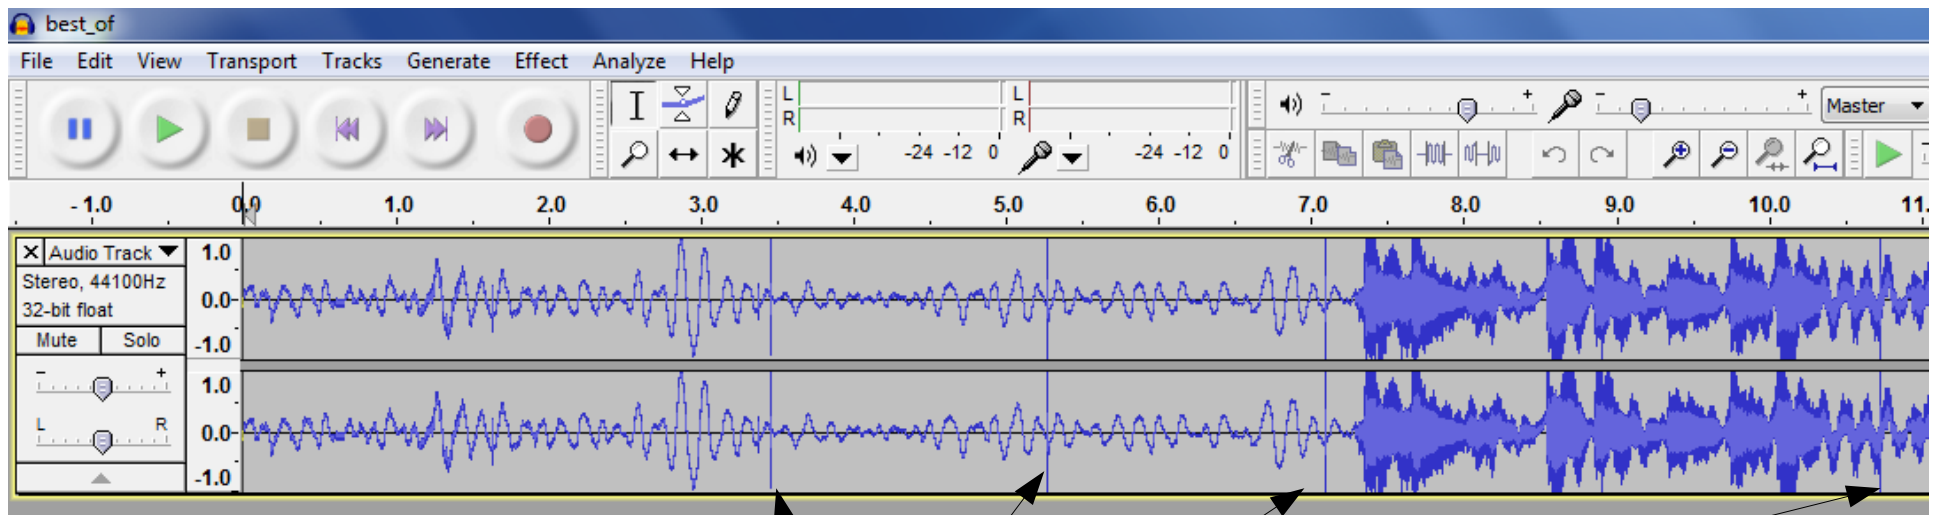 best_of
File Edit View Transport Tracks Generate Effect Analyze Help
L
R
-24 -12 0
L
R
-24 -12 0
- + - + Master
- 1.0 0.0 1.0 2.0 3.0 4.0 5.0 6.0 7.0 8.0 9.0 10.0 11.
X Audio Track
Stereo, 44100Hz
32-bit float
Mute Solo
- +
L R
1.0
0.0-
-1.0
1.0
0.0-
-1.0